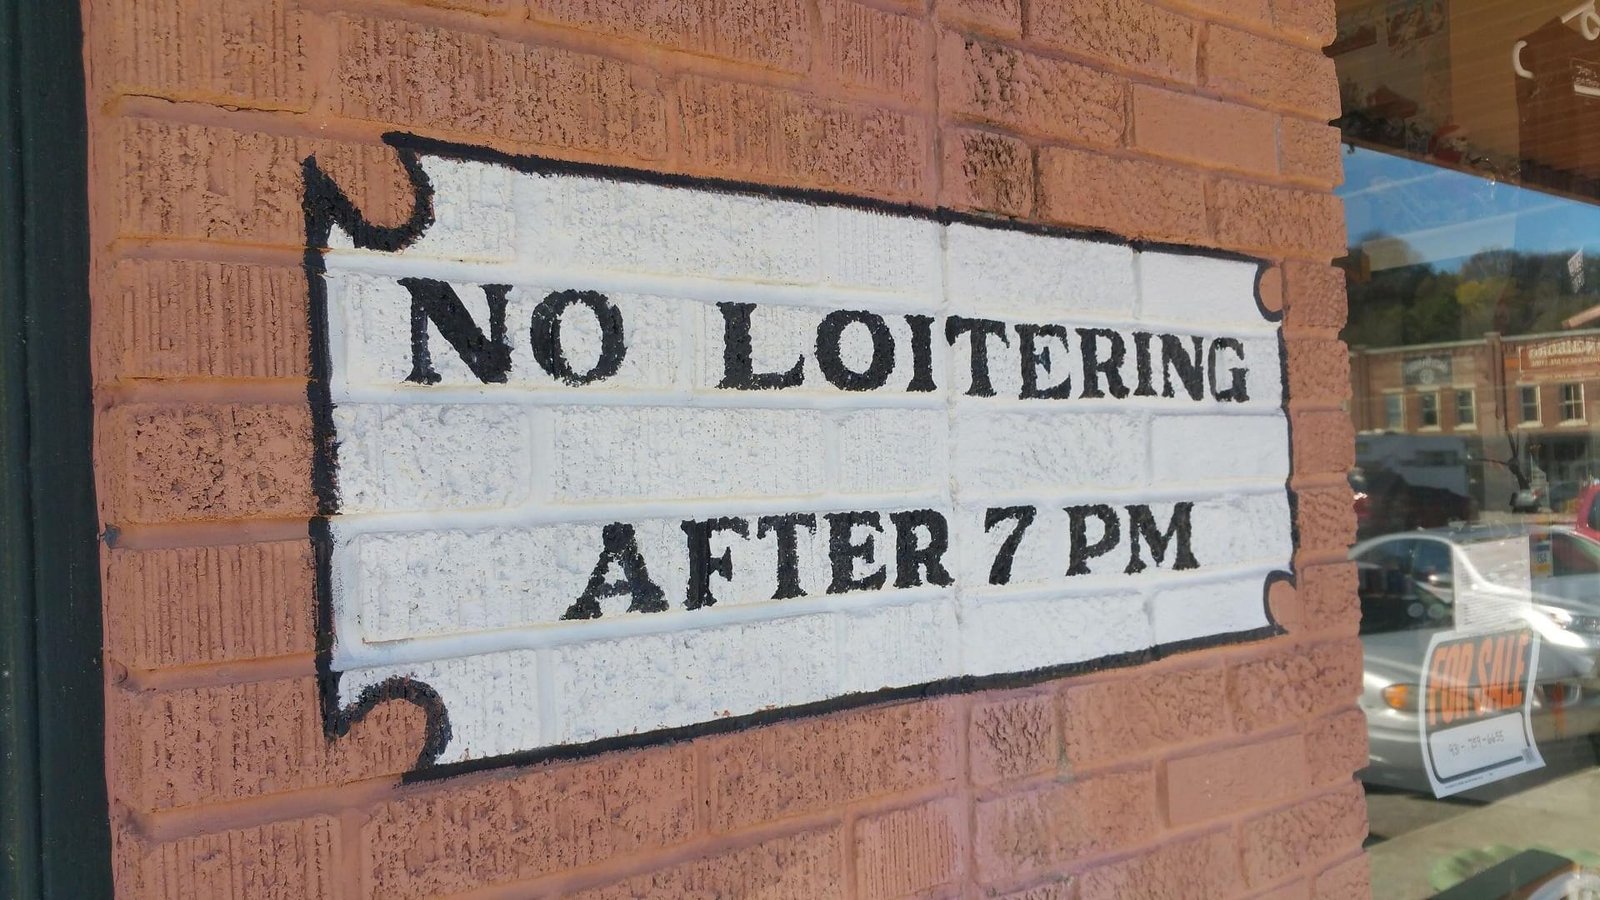 NO LOITERING
AFTER 7 PM
FOR SALE